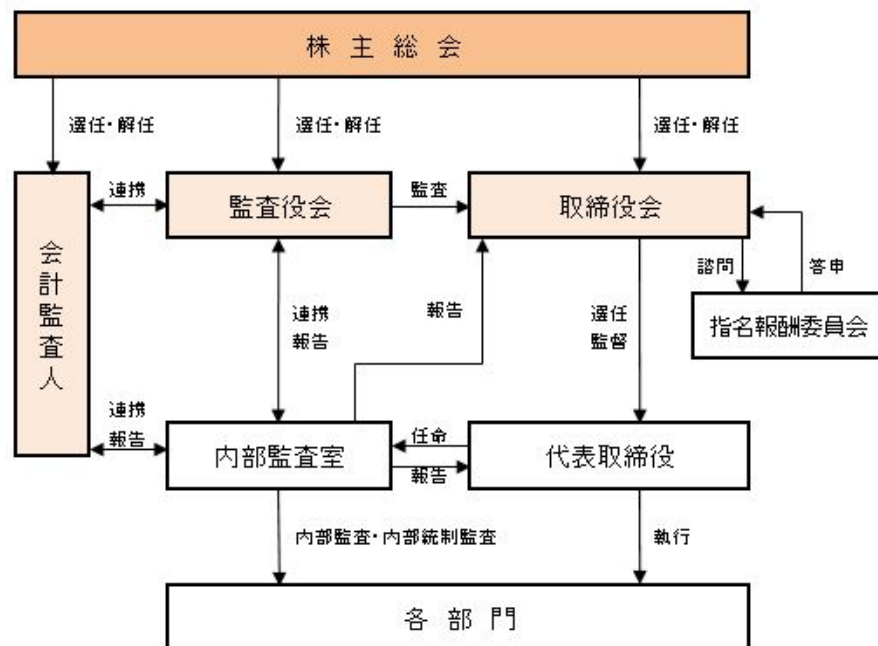 株主総会
選任・解任
選任・解任
選任・解任
連携
監査役会
監査
取締役会
会計監査人
諮問
答申
指名報酬委員会
連携
報告
報告
選任
監督
連携
報告
内部監査室
任命
報告
代表取締役
内部監査・内部統制監査
執行
各部門